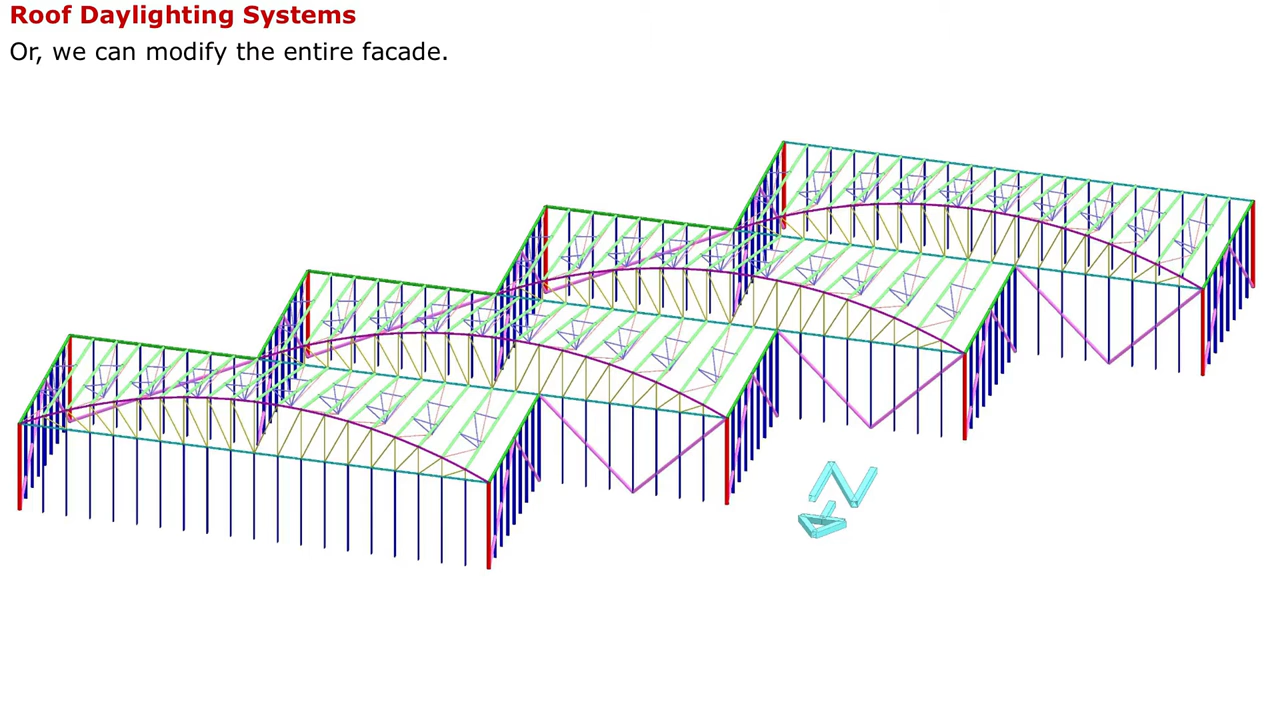 Roof Daylighting Systems
Or, we can modify the entire facade.
N